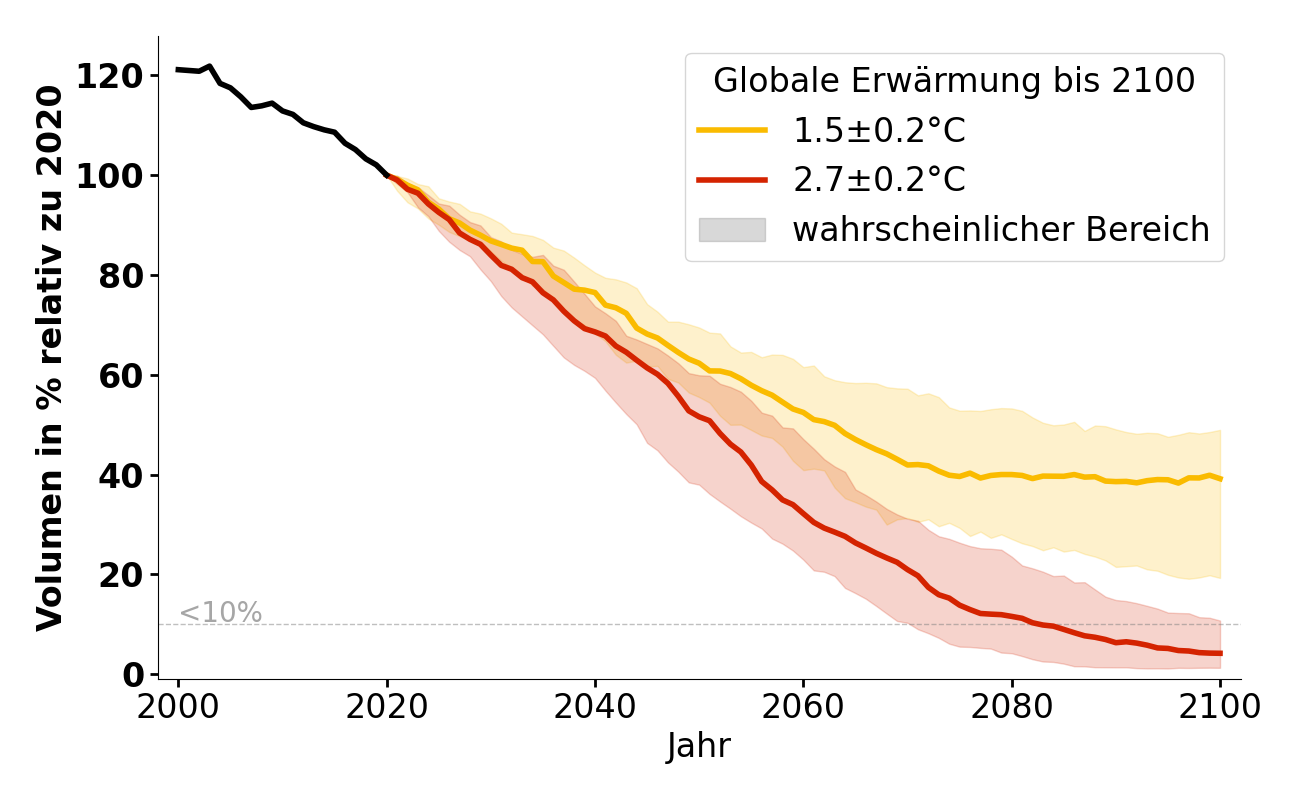 Volumen in % relativ zu 2020
120
100
80
60
40
20
0
<10%
Globale Erwärmung bis 2100
1.5±0.2°C
2.7±0.2°C
wahrscheinlicher Bereich
2000 2020 2040 2060 2080 2100
Jahr